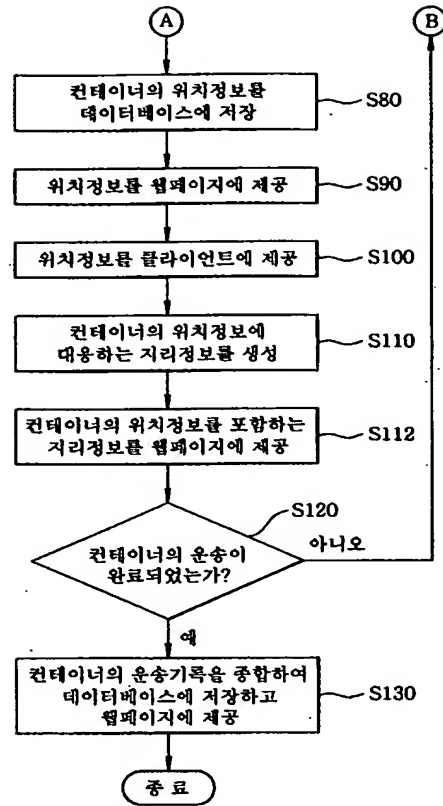 A
B
컨테이너의 위치정보를
데이터베이스에 저장
S80
위치정보를 웹페이지에 제공
S90
위치정보를 클라이언트에 제공
S100
컨테이너의 위치정보에
대응하는 지리정보를 생성
S110
컨테이너의 위치정보를 포함하는
지리정보를 웹페이지에 제공
S112
S120
컨테이너의 운송이
완료되었는가?
아니오
예
컨테이너의 운송기록을 종합하여
데이터베이스에 저장하고
웹페이지에 제공
S130
종료